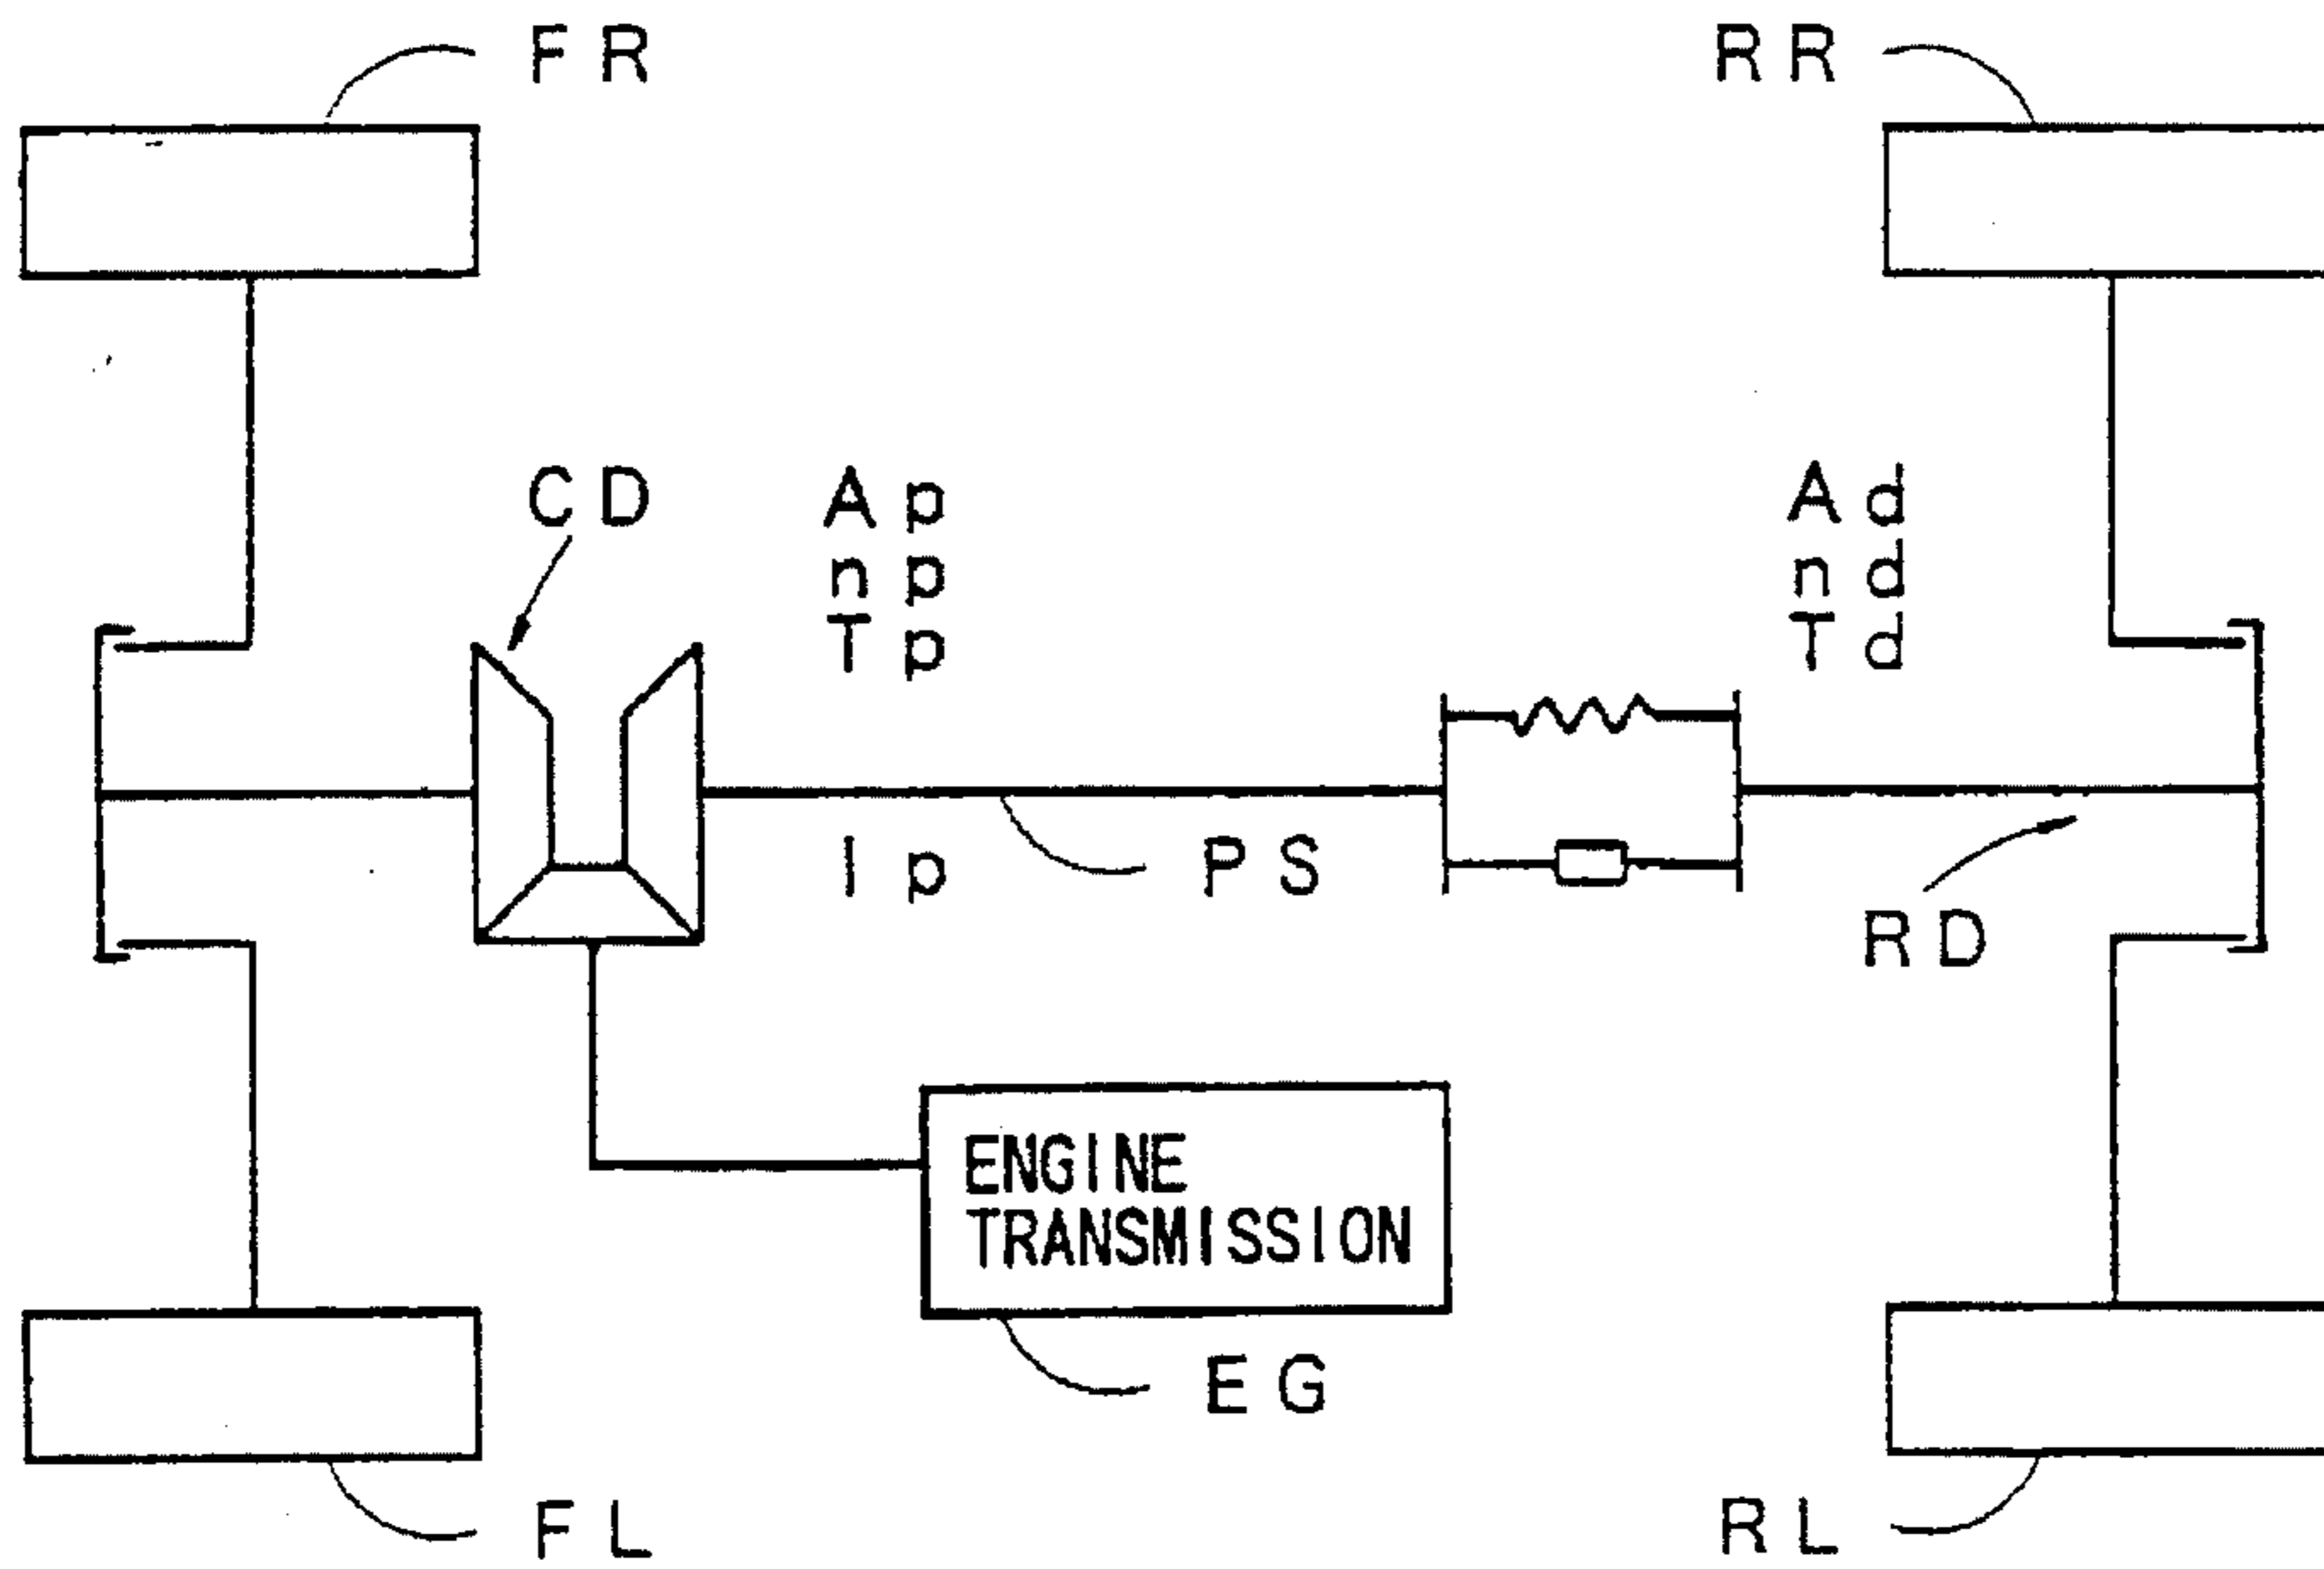 FR
RR
CD
Ap
Ad
np
nd
Tp
Td
Ip
PS
RD
ENGINE
TRANSMISSION
EG
FL
RL